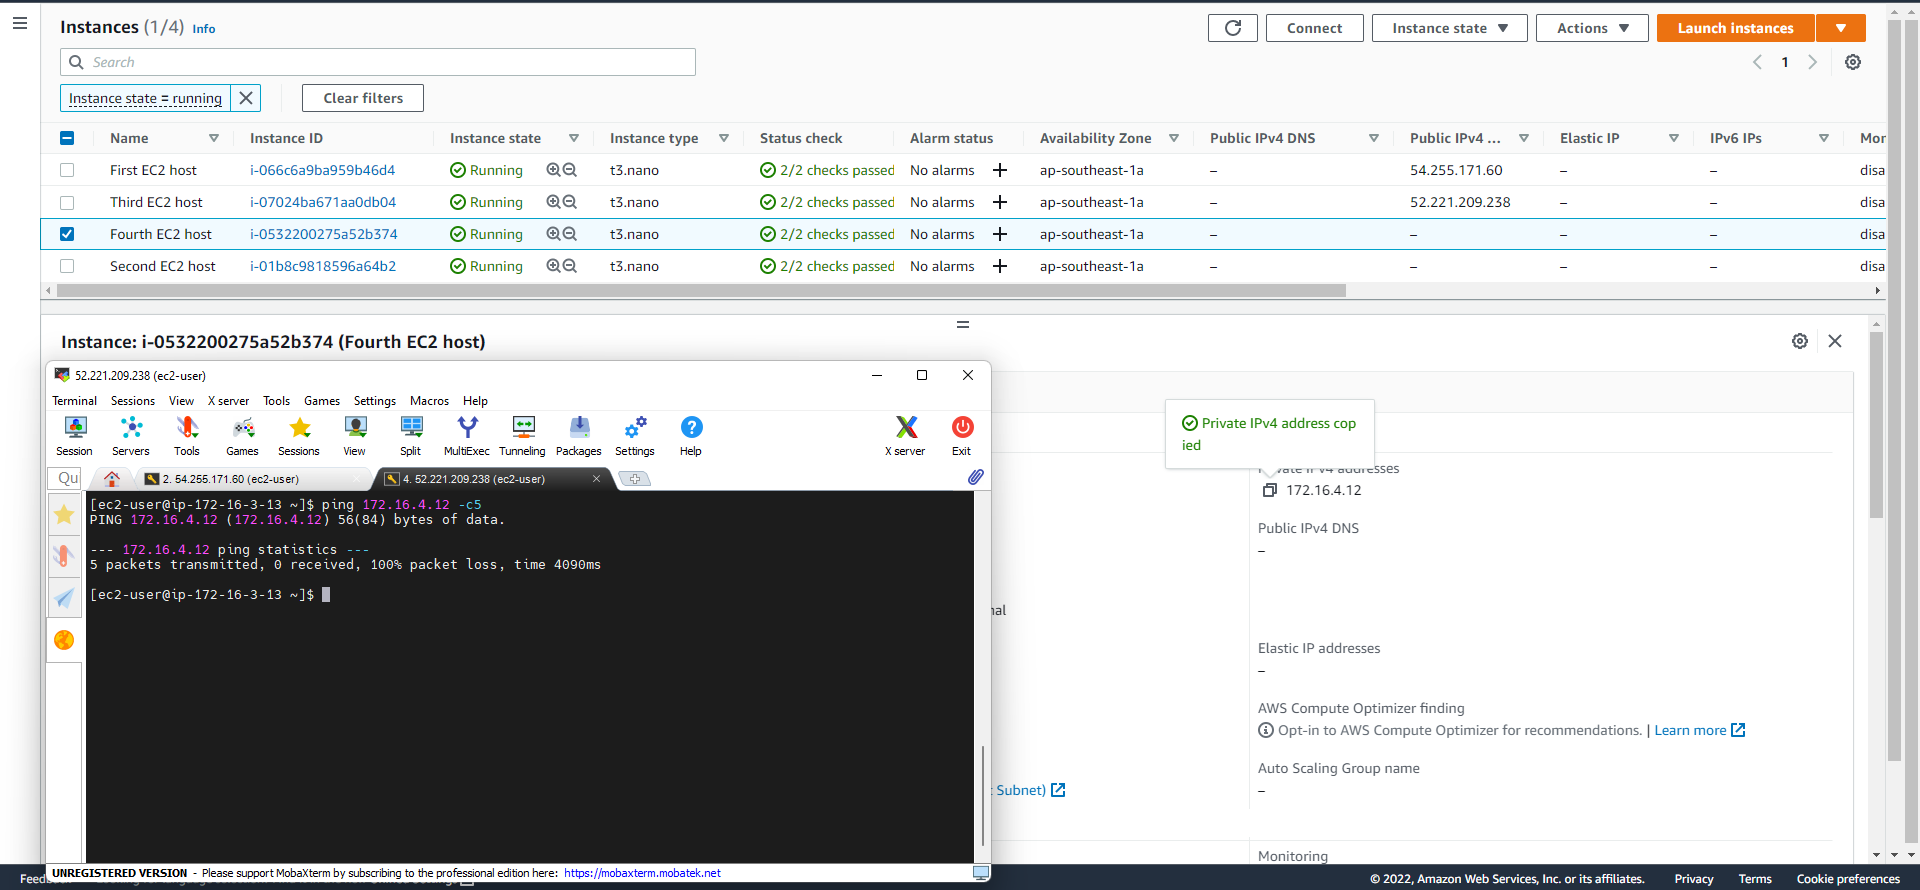 Instances (1/4) Info
Connect
Instance state
Actions
Launch instances
Search
1
Instance state = running
Clear filters
Name Instance ID Instance state Instance type Status check Alarm status Availability Zone Public IPv4 DNS Public IPv4 ... Elastic IP IPv6 IPs Mor
First EC2 host i-066c6a9ba959b46d4 Running t3.nano 2/2 checks passed No alarms + ap-southeast-1a – 54.255.171.60 – – disa
Third EC2 host i-07024ba671aa0db04 Running t3.nano 2/2 checks passed No alarms + ap-southeast-1a – 52.221.209.238 – – disa
Fourth EC2 host i-0532200275a52b374 Running t3.nano 2/2 checks passed No alarms + ap-southeast-1a – – – – disa
Second EC2 host i-01b8c9818596a64b2 Running t3.nano 2/2 checks passed No alarms + ap-southeast-1a – – – – disa
Instance: i-0532200275a52b374 (Fourth EC2 host)
52.221.209.238 (ec2-user)
Terminal Sessions View X server Tools Games Settings Macros Help
Session Servers Tools Games Sessions View Split MultiExec Tunneling Packages Settings Help X server Exit
Qu
2. 54.255.171.60 (ec2-user)
4. 52.221.209.238 (ec2-user)
[ec2-user@ip-172-16-3-13 ~]$ ping 172.16.4.12 -c5
PING 172.16.4.12 (172.16.4.12) 56(84) bytes of data.
--- 172.16.4.12 ping statistics ---
5 packets transmitted, 0 received, 100% packet loss, time 4090ms
[ec2-user@ip-172-16-3-13 ~]$
UNREGISTERED VERSION - Please support MobaXterm by subscribing to the professional edition here: https://mobaxterm.mobatek.net
Private IPv4 address cop
ied
Private IPv4 addresses
172.16.4.12
Public IPv4 DNS
–
nal
Elastic IP addresses
–
AWS Compute Optimizer finding
Opt-in to AWS Compute Optimizer for recommendations. | Learn more
Auto Scaling Group name
–
Subnet)
Monitoring
Feedb
© 2022, Amazon Web Services, Inc. or its affiliates. Privacy Terms Cookie preferences